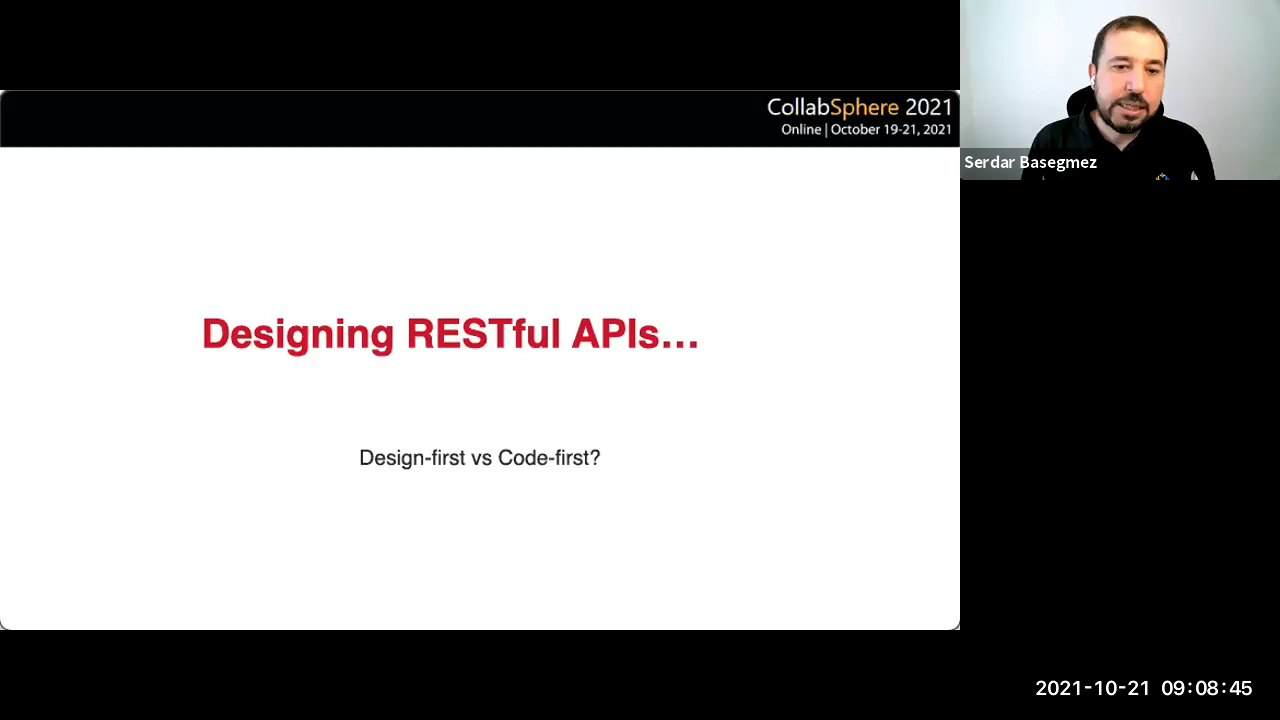 CollabSphere 2021
Online | October 19-21, 2021
Serdar Basegmez
Designing RESTful APIs...
Design-first vs Code-first?
2021-10-21 09:08:45